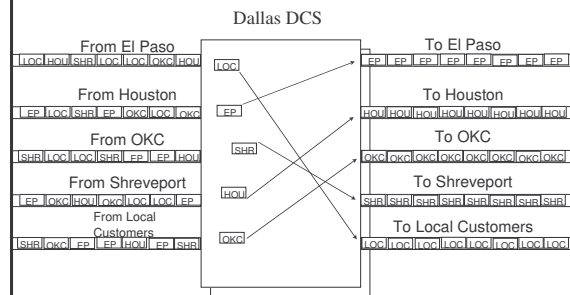 Dallas DCS
From El Paso
LOC HOU SHR LOC LOC OKC HOU
From Houston
EP LOC SHR EP OKC LOC OKC
From OKC
SHR LOC LOC SHR EP EP HOU
From Shreveport
EP OKC HOU OKC LOC LOC EP
From Local
Customers
SHR OKC EP EP HOU EP SHR
LOC
EP
SHR
HOU
OKC
To El Paso
EP EP EP EP EP EP EP EP
To Houston
HOU HOU HOU HOU HOU HOU HOU HOU
To OKC
OKC OKC OKC OKC OKC OKC OKC OKC
To Shreveport
SHR SHR SHR SHR SHR SHR SHR SHR
To Local Customers
LOC LOC LOC LOC LOC LOC LOC LOC